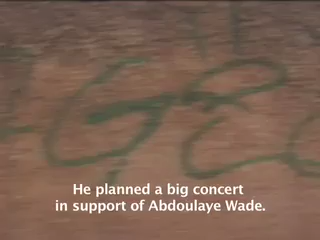 He planned a big concert
in support of Abdoulaye Wade.